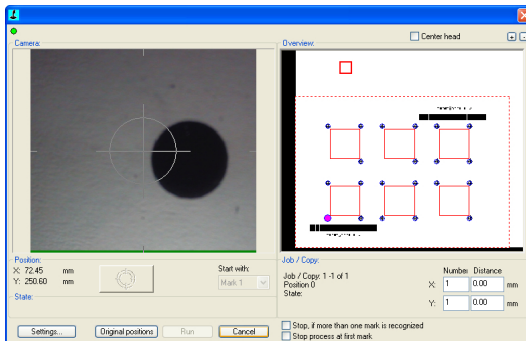 Camera:
Overview:
Center head
+
-
Position:
X: 72.45 mm
Y: 250.60 mm
Start with:
Mark 1
State:
Job / Copy:
Job / Copy: 1 -1 of 1
Position 0
State:
Number Distance
X: 1 0.00 mm
Y: 1 0.00 mm
Settings...
Original positions
Run
Cancel
Stop, if more than one mark is recognized
Stop process at first mark